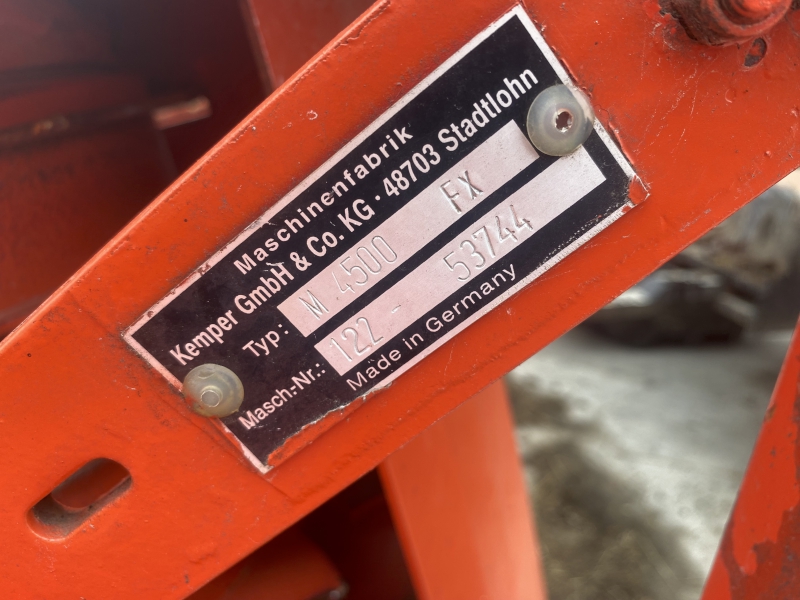 Maschinenfabrik
Kemper GmbH & Co. KG · 48703 Stadtlohn
Typ.: M 4500 FX
Masch-Nr.: 122 - 53744
Made in Germany